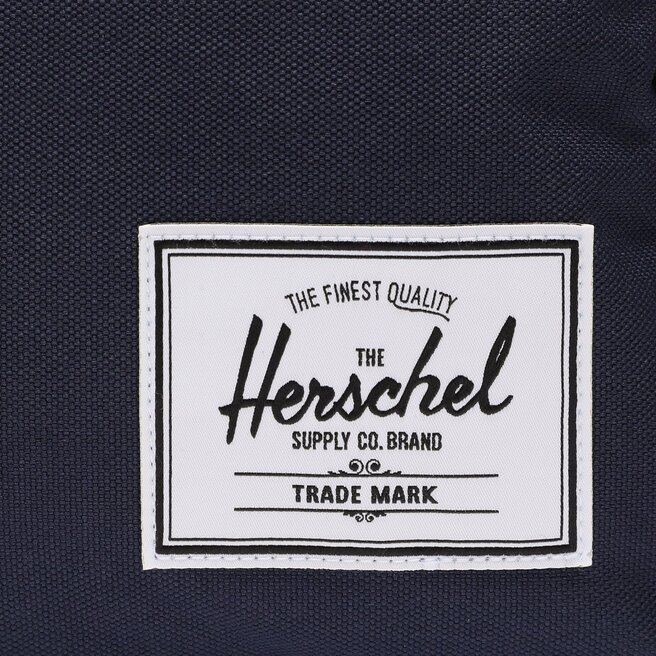 THE FINEST QUALITY
THE
Herschel
SUPPLY CO. BRAND
TRADE MARK